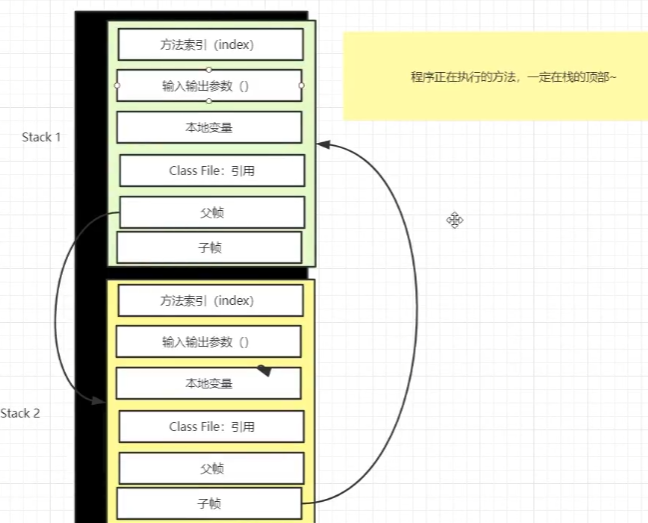 方法索引（index）
输入输出参数（）
程序正在执行的方法，一定在栈的顶部~
本地变量
Stack 1
Class File：引用
父帧
子帧
方法索引（index）
输入输出参数（）
本地变量
Stack 2
Class File：引用
父帧
子帧